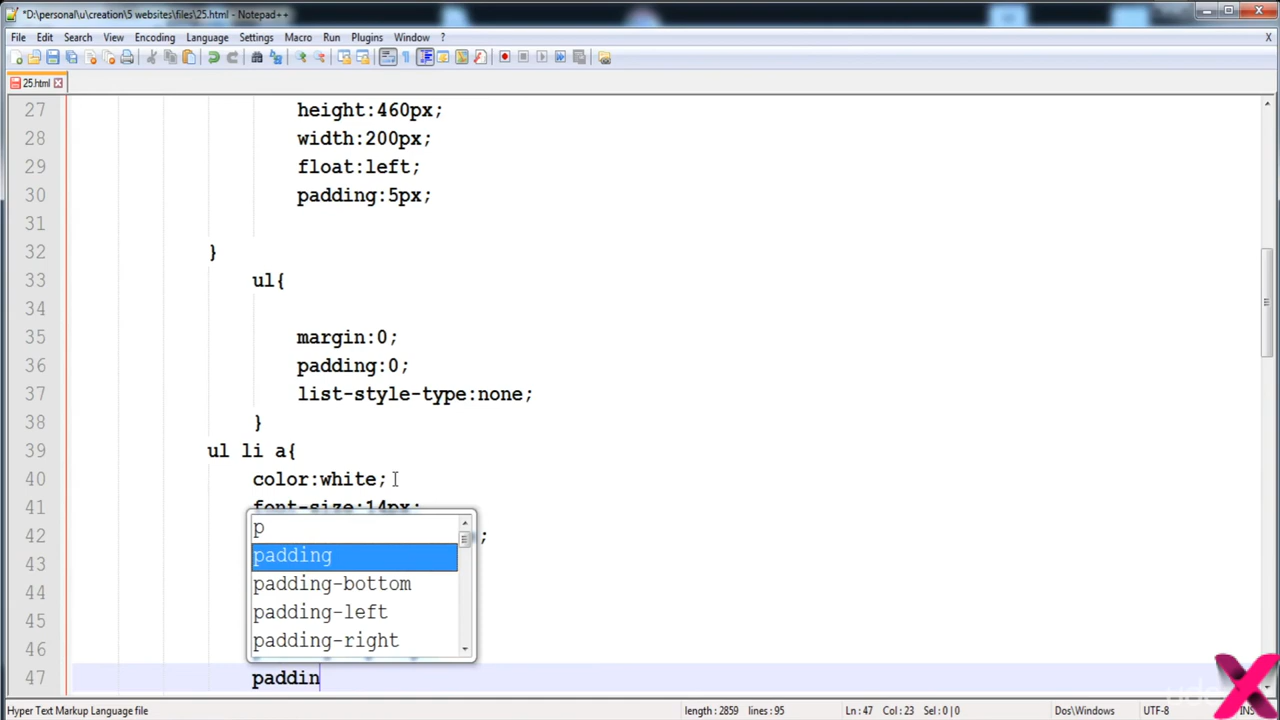 *D:\personal\u\creation\5 websites\files\25.html - Notepad++
File Edit Search View Encoding Language Settings Macro Run Plugins Window ? X
25.html
27 height:460px;
28 width:200px;
29 float:left;
30 padding:5px;
31
32 }
33 ul{
34
35 margin:0;
36 padding:0;
37 list-style-type:none;
38 }
39 ul li a{
40 color:white;
41 font-size:14px;
42 ;
43
44
45
46
47 paddin
p
padding
padding-bottom
padding-left
padding-right
Hyper Text Markup Language file length : 2859 lines : 95 Ln : 47 Col : 23 Sel : 0 | 0 Dos\Windows UTF-8 INS